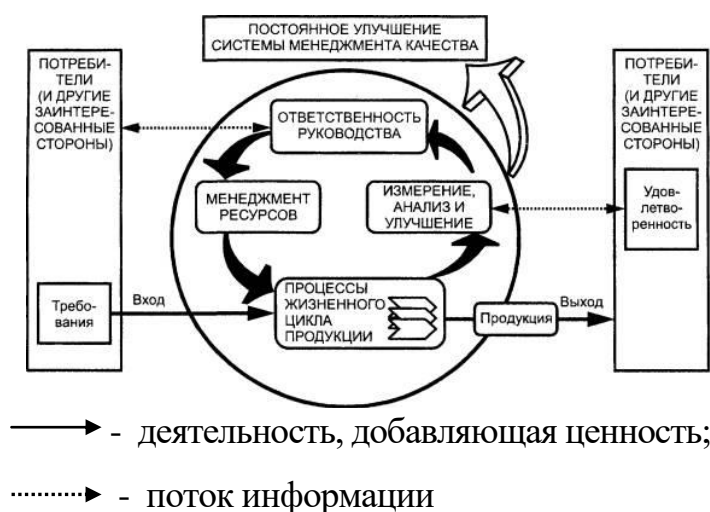 ПОСТОЯННОЕ УЛУЧШЕНИЕ
СИСТЕМЫ МЕНЕДЖМЕНТА КАЧЕСТВА
ПОТРЕБИ-
ТЕЛИ
(И ДРУГИЕ
ЗАИНТЕРЕ-
СОВАННЫЕ
СТОРОНЫ)
Требо-
вания
Вход
ОТВЕТСТВЕННОСТЬ
РУКОВОДСТВА
МЕНЕДЖМЕНТ
РЕСУРСОВ
ИЗМЕРЕНИЕ,
АНАЛИЗ И
УЛУЧШЕНИЕ
ПРОЦЕССЫ
ЖИЗНЕННОГО
ЦИКЛА
ПРОДУКЦИИ
Продукция
Выход
ПОТРЕБИ-
ТЕЛИ
(И ДРУГИЕ
ЗАИНТЕРЕ-
СОВАННЫЕ
СТОРОНЫ)
Удов-
летво-
ренность
- деятельность, добавляющая ценность;
- поток информации